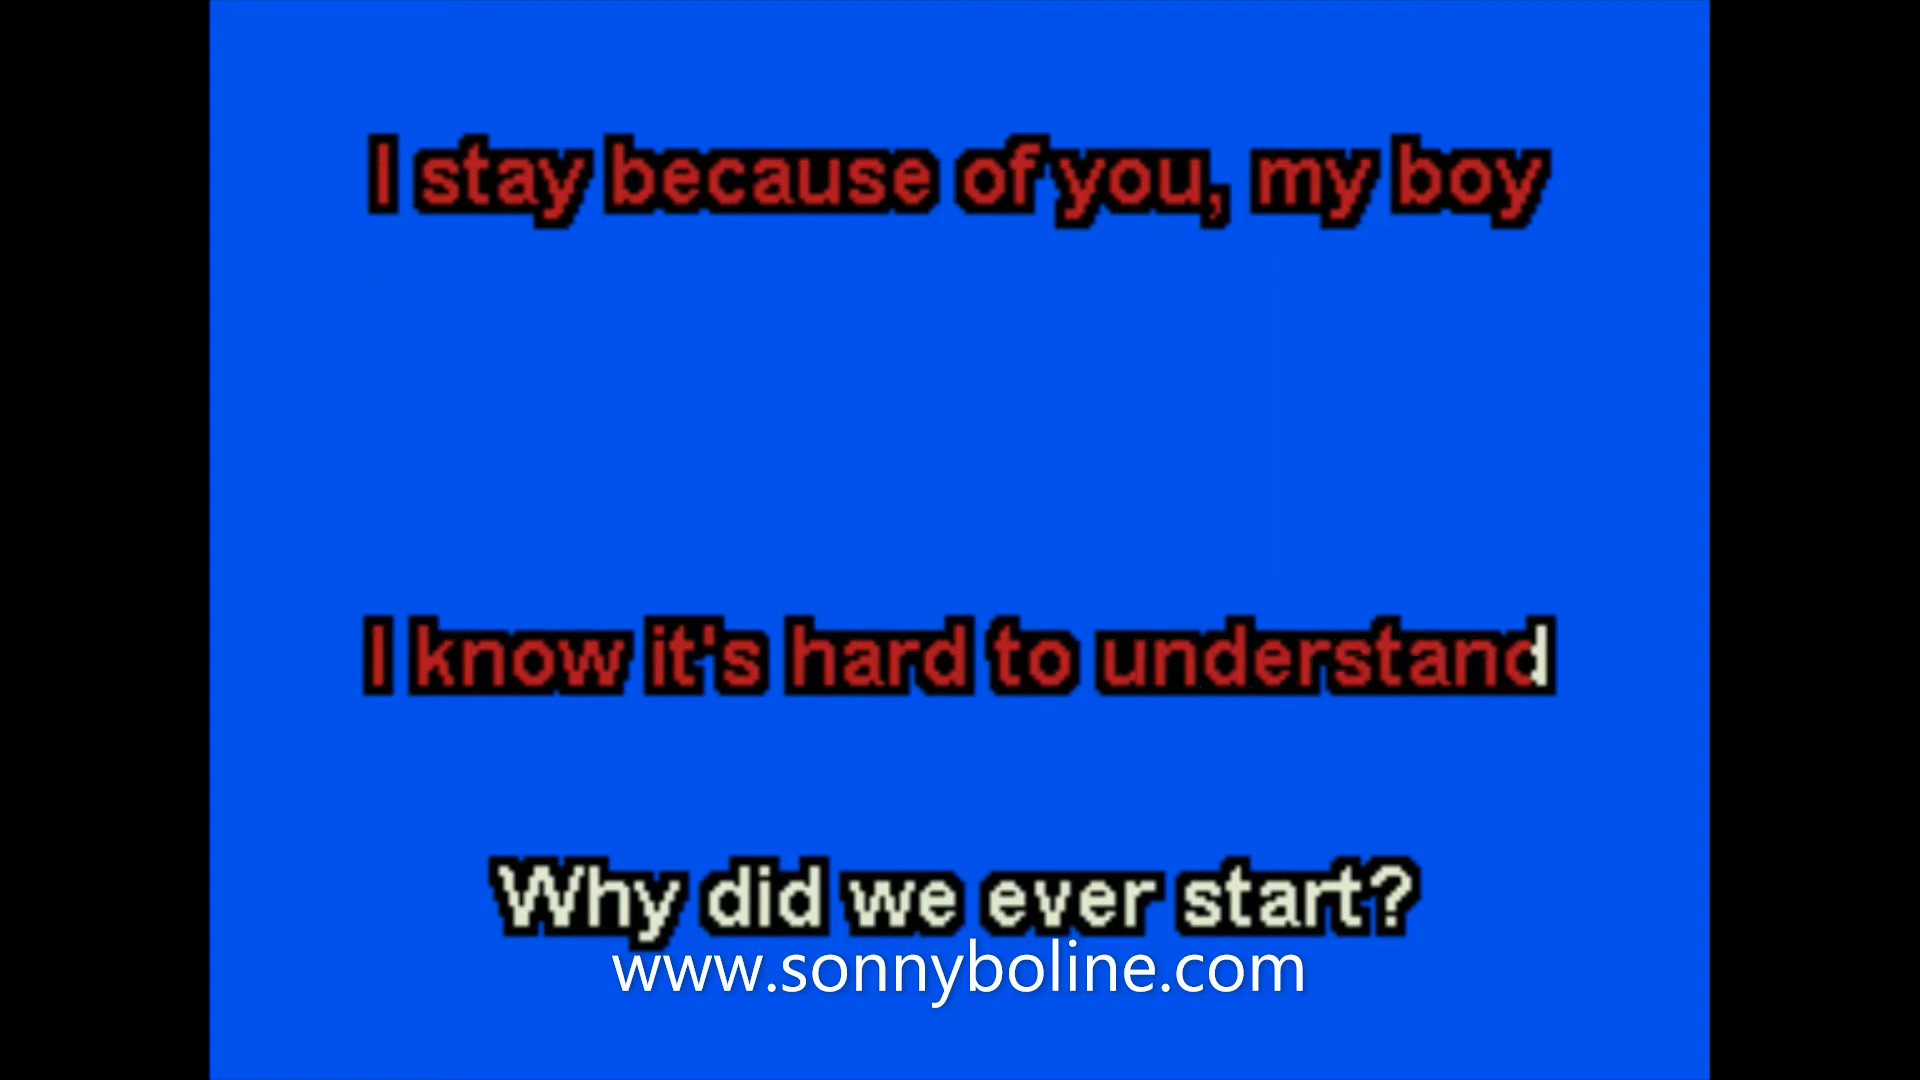 I stay because of you, my boy
I know it's hard to understand
Why did we ever start?
www.sonnyboline.com